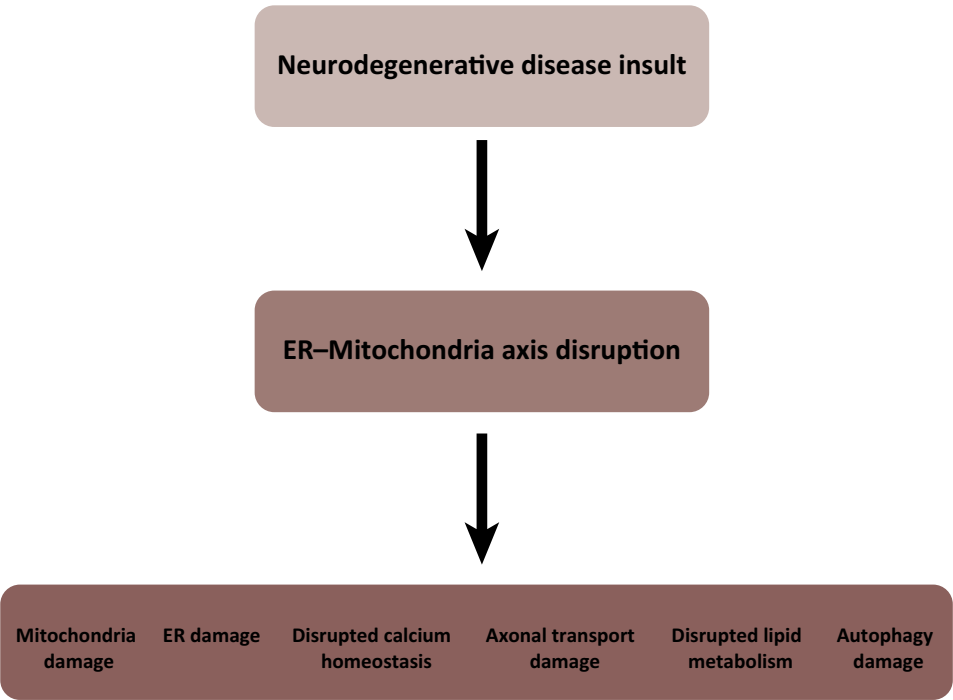 Neurodegenerative disease insult
ER–Mitochondria axis disruption
Mitochondria
damage
ER damage
Disrupted calcium
homeostasis
Axonal transport
damage
Disrupted lipid
metabolism
Autophagy
damage